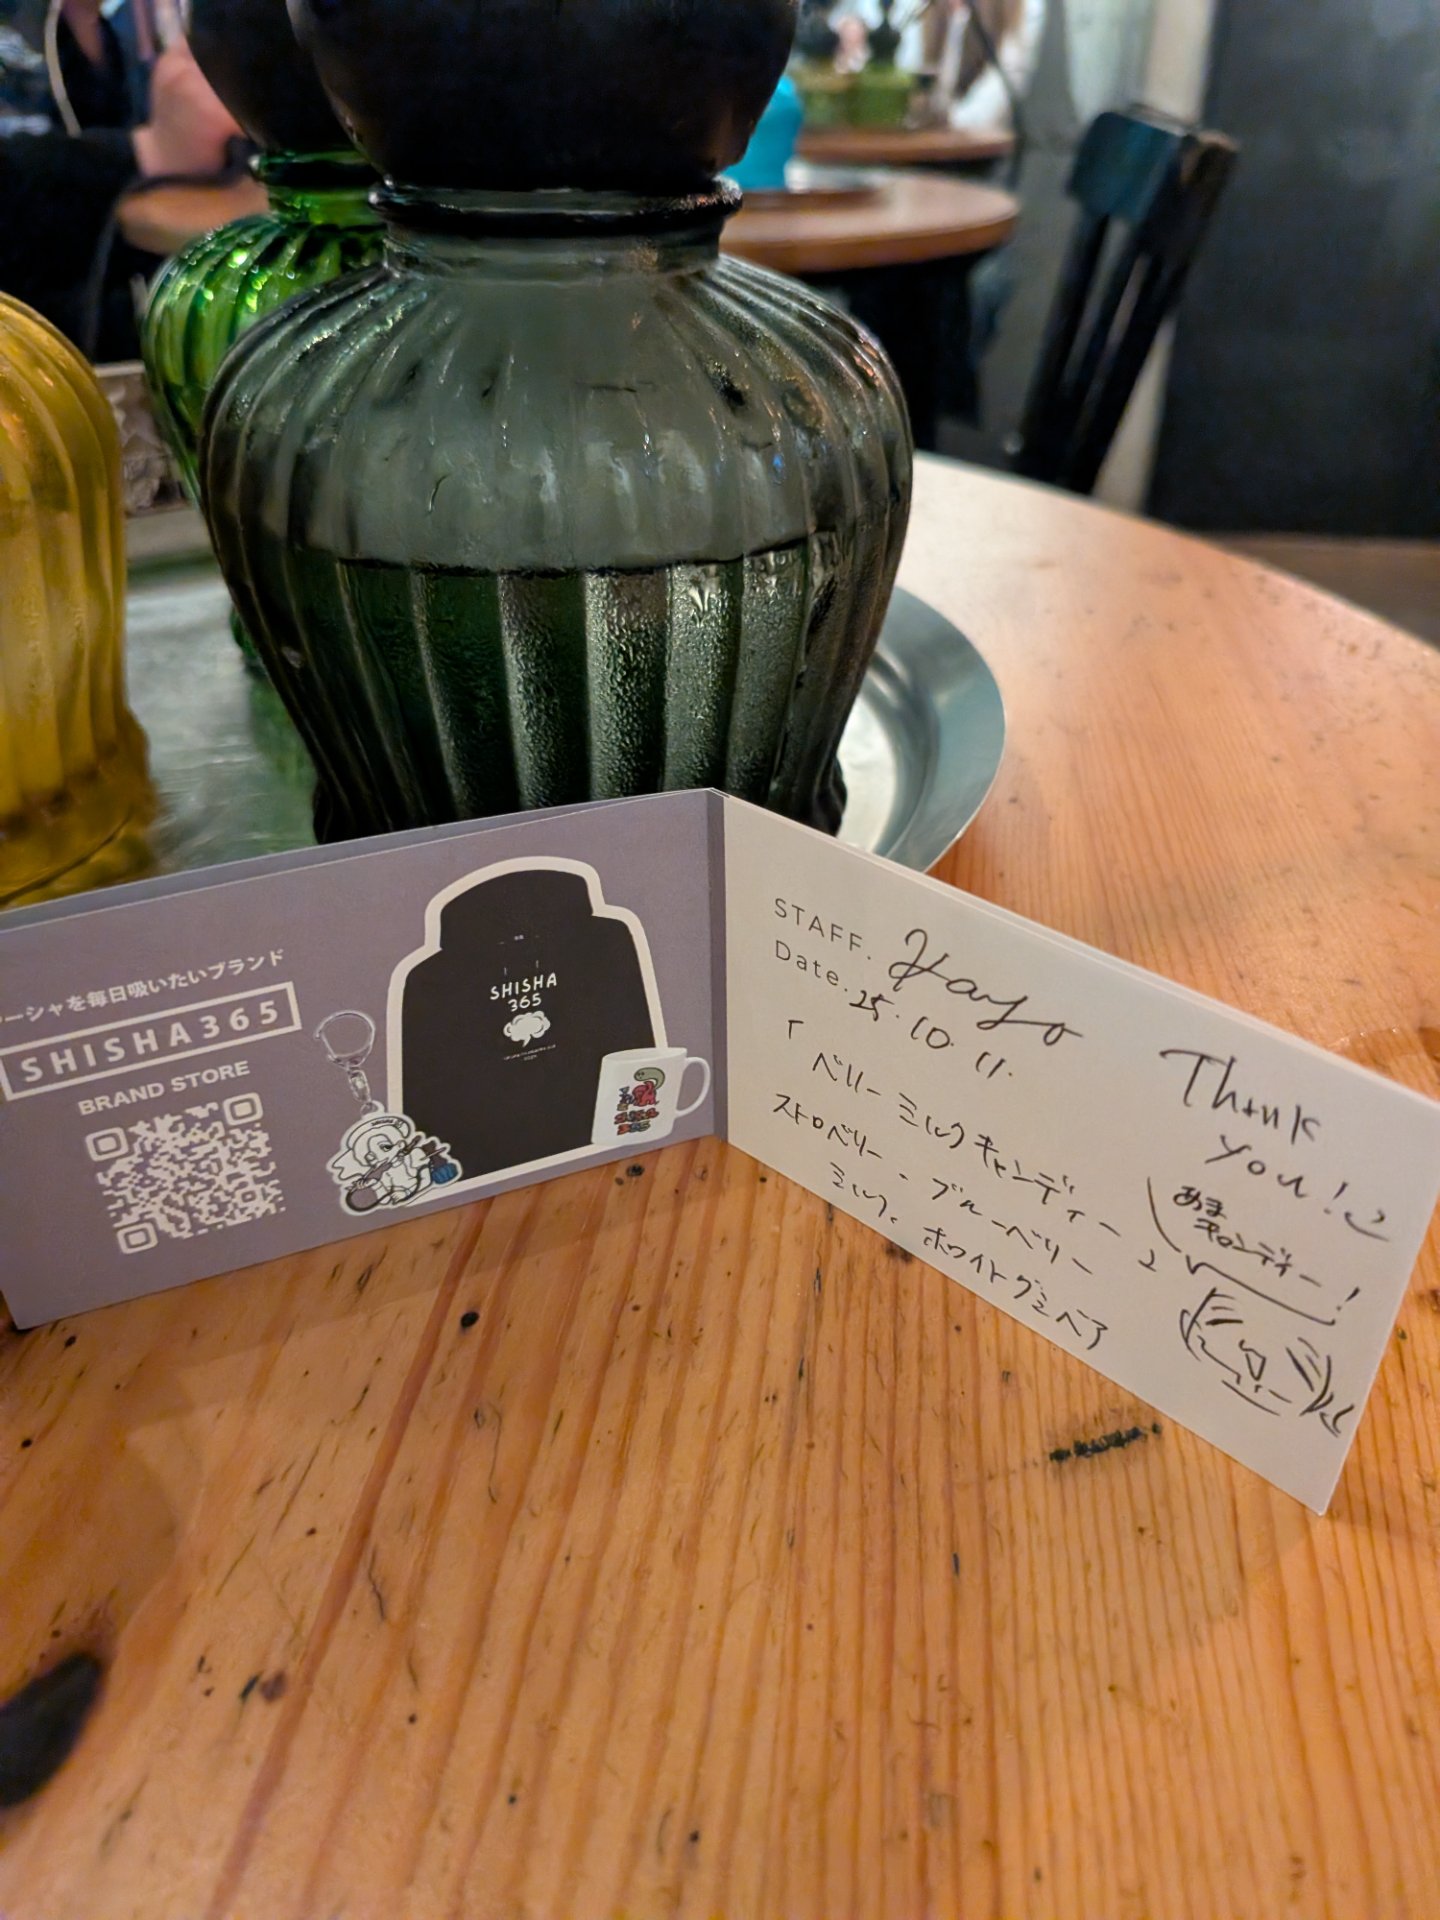 ーシャを毎日吸いたいブランド
SHISHA365
BRAND STORE
SHISHA
365
STAFF. Kayo
Date. 25.10.11.
Thank
you!
「ベリーミルクキャンディー」
ストロベリー・ブルーベリー
ミルク、ホワイトグミベア
キャンディー!